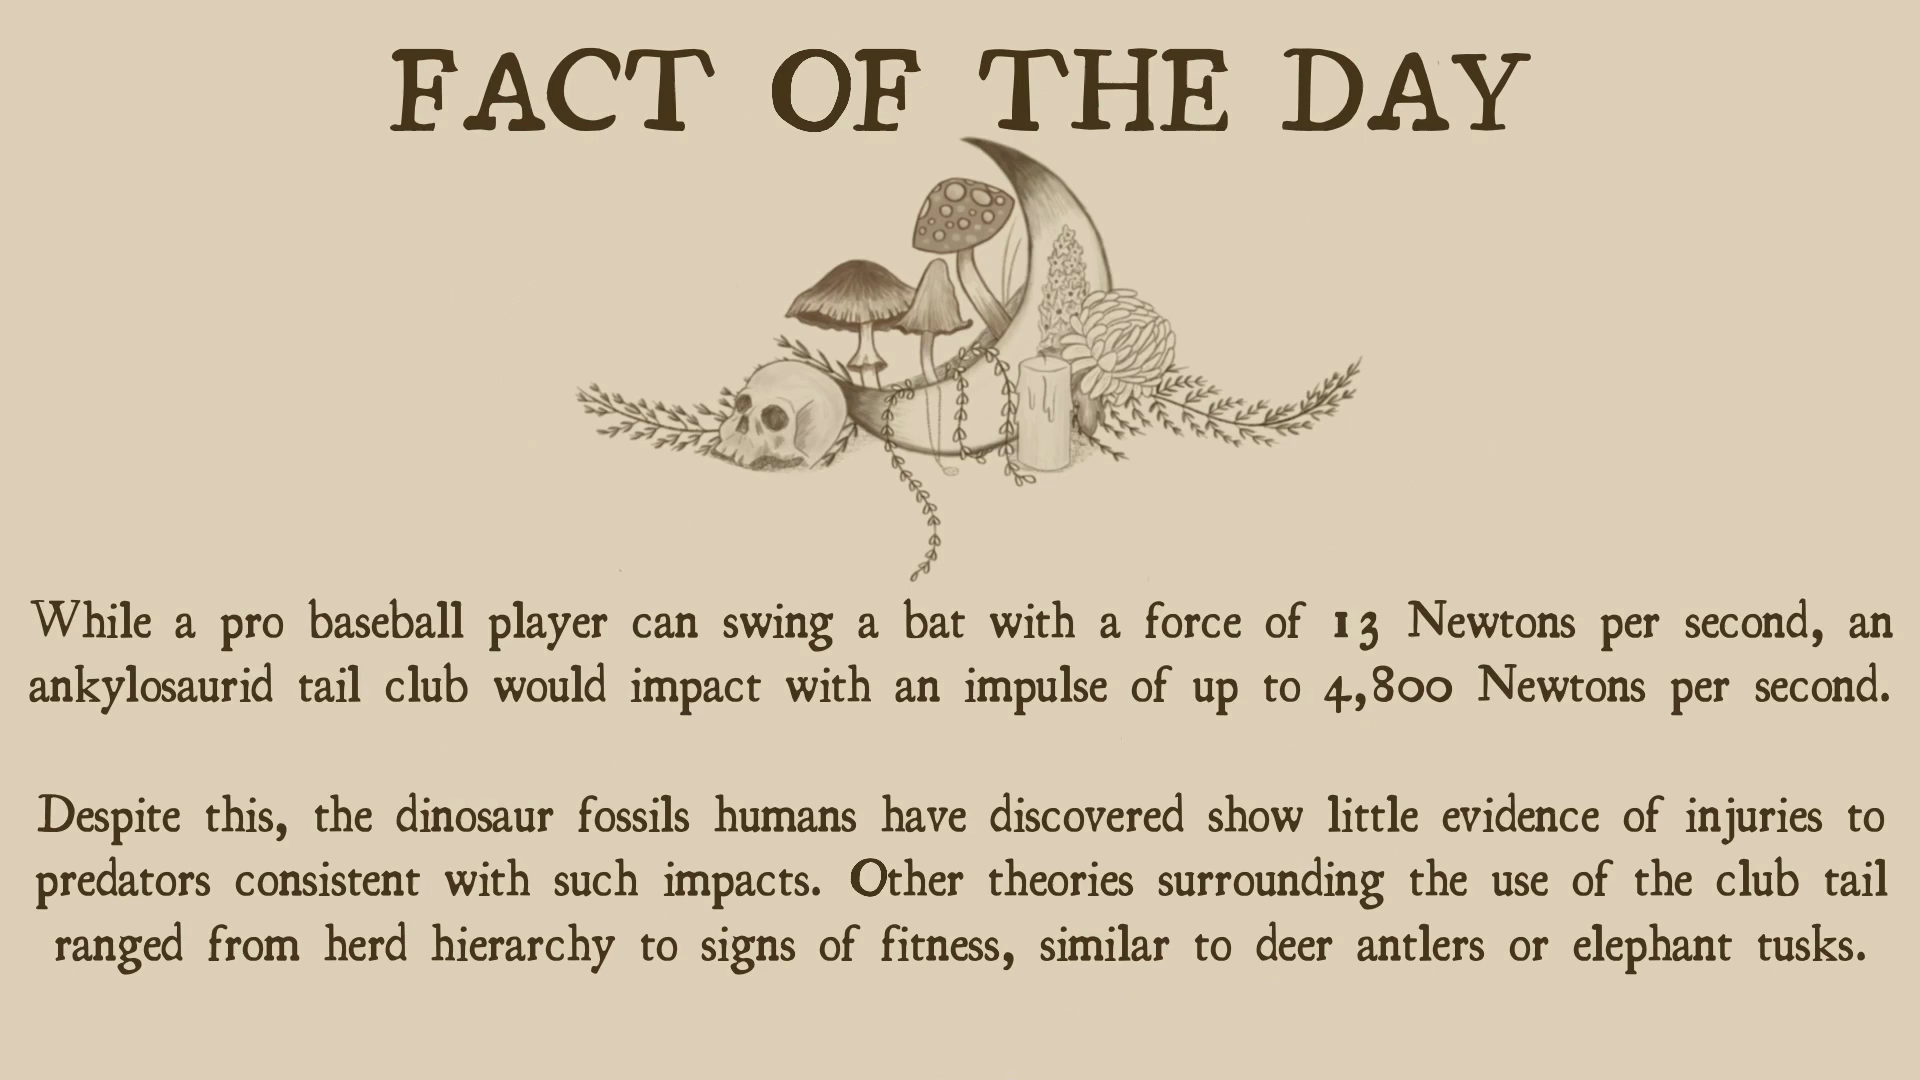 FACT OF THE DAY
While a pro baseball player can swing a bat with a force of 13 Newtons per second, an
ankylosaurid tail club would impact with an impulse of up to 4,800 Newtons per second.
Despite this, the dinosaur fossils humans have discovered show little evidence of injuries to
predators consistent with such impacts. Other theories surrounding the use of the club tail
ranged from herd hierarchy to signs of fitness, similar to deer antlers or elephant tusks.